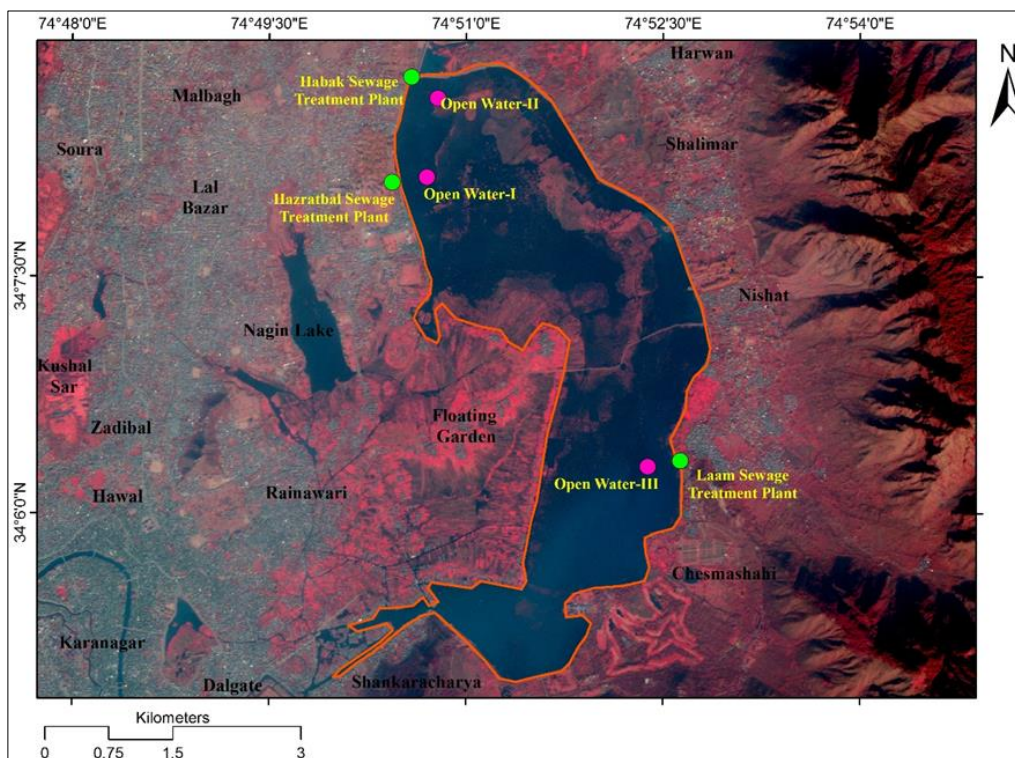 74°48'0"E
74°49'30"E
74°51'0"E
74°52'30"E
74°54'0"E
N
Harwan
Habak Sewage
Treatment Plant
Malbagh
Open Water-II
Soura
Shalimar
Lal
Bazar
Hazratbal Sewage
Treatment Plant
Open Water-I
34°7'30"N
Nishat
Nagin Lake
Kushal
Sar
Zadibal
Floating
Garden
Hawal
Rainawari
Open Water-III
Laam Sewage
Treatment Plant
34°6'0"N
Chesmashahi
Karanagar
Dalgate
Shankaracharya
Kilometers
0
0.75
1.5
3